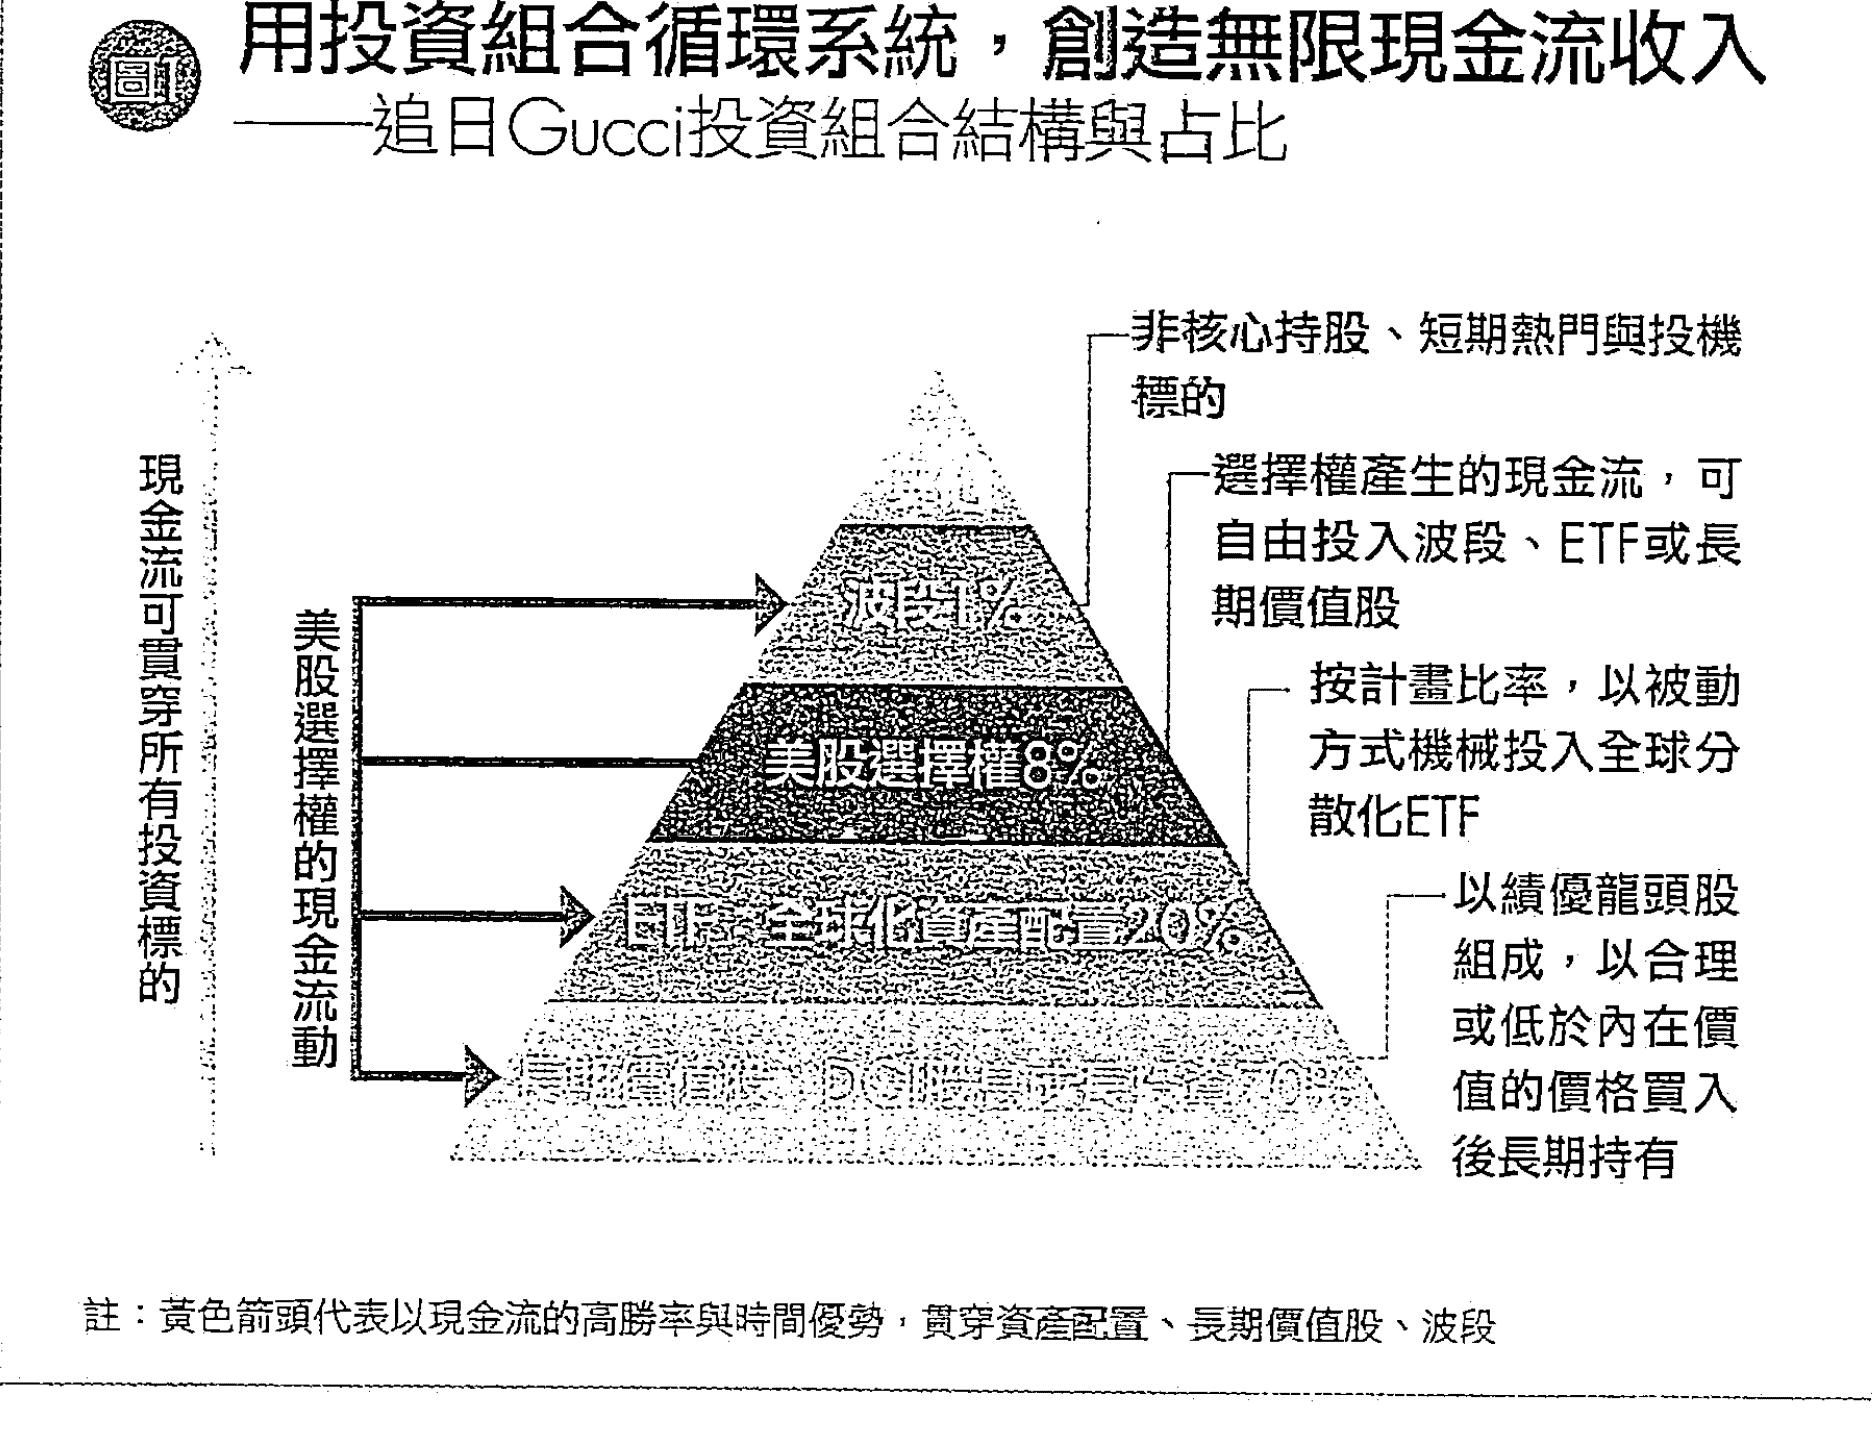 圖1
用投資組合循環系統，創造無限現金流收入
——追日Gucci投資組合結構與占比
非核心持股、短期熱門與投機
標的
選擇權產生的現金流，可
自由投入波段、ETF或長
期價值股
按計畫比率，以被動
方式機械投入全球分
散化ETF
以績優龍頭股
組成，以合理
或低於內在價
值的價格買入
後長期持有
現金流可貫穿所有投資標的
美股選擇權的現金流動
波段1%
美股選擇權8%
ETF 全球化資產配置20%
70%
註：黃色箭頭代表以現金流的高勝率與時間優勢，貫穿資產配置、長期價值股、波段